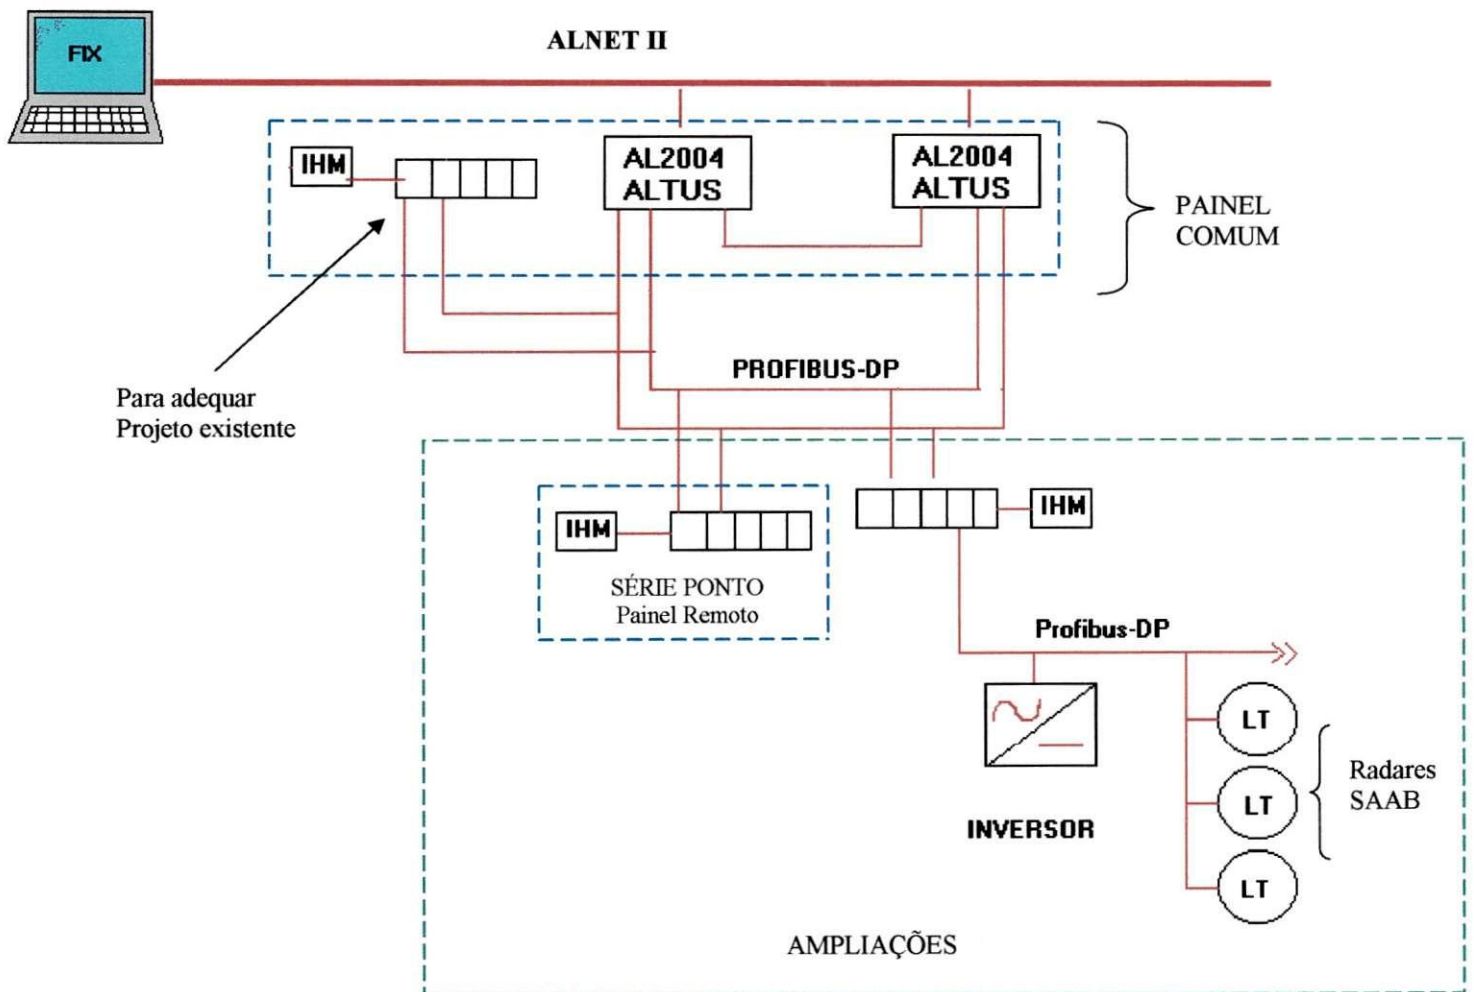 FIX
ALNET II
IHM
AL2004
ALTUS
AL2004
ALTUS
PAINEL
COMUM
Para adequar
Projeto existente
PROFIBUS-DP
IHM
IHM
SÉRIE PONTO
Painel Remoto
Profibus-DP
INVERSOR
LT
LT
LT
Radares
SAAB
AMPLIAÇÕES